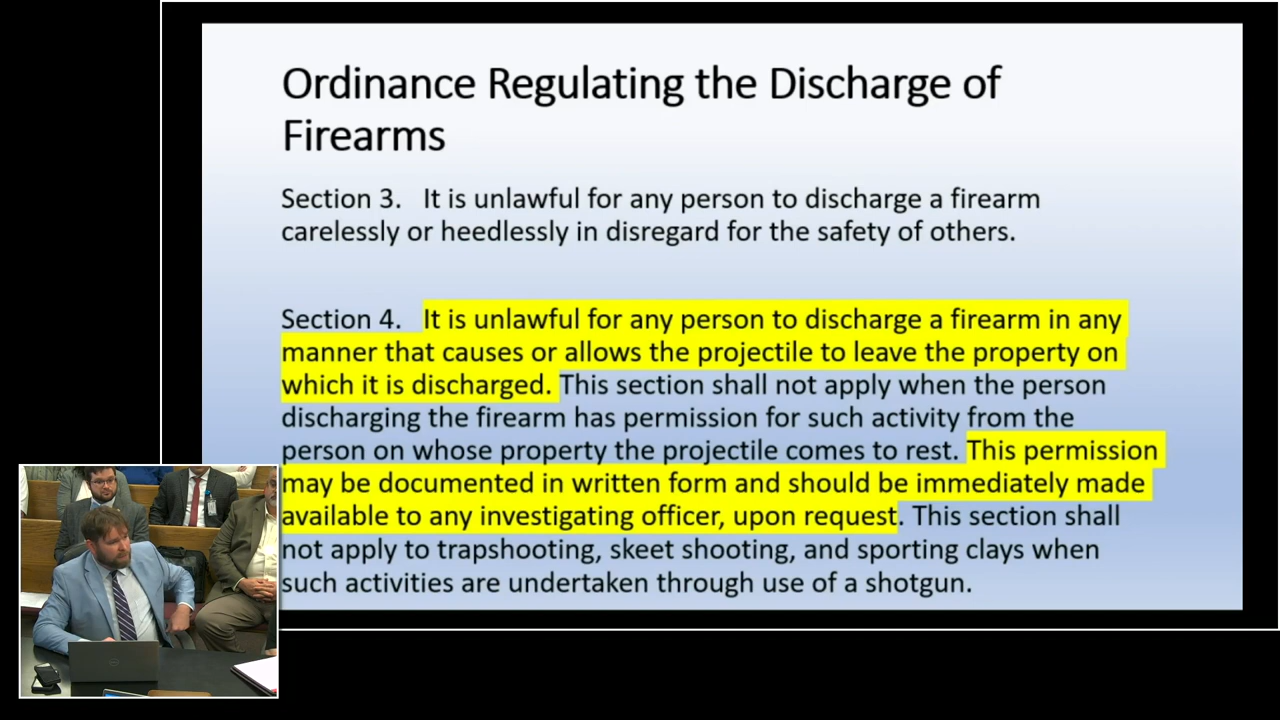 Ordinance Regulating the Discharge of
Firearms
Section 3. It is unlawful for any person to discharge a firearm
carelessly or heedlessly in disregard for the safety of others.
Section 4. It is unlawful for any person to discharge a firearm in any
manner that causes or allows the projectile to leave the property on
which it is discharged. This section shall not apply when the person
discharging the firearm has permission for such activity from the
person on whose property the projectile comes to rest. This permission
may be documented in written form and should be immediately made
available to any investigating officer, upon request. This section shall
not apply to trapshooting, skeet shooting, and sporting clays when
such activities are undertaken through use of a shotgun.